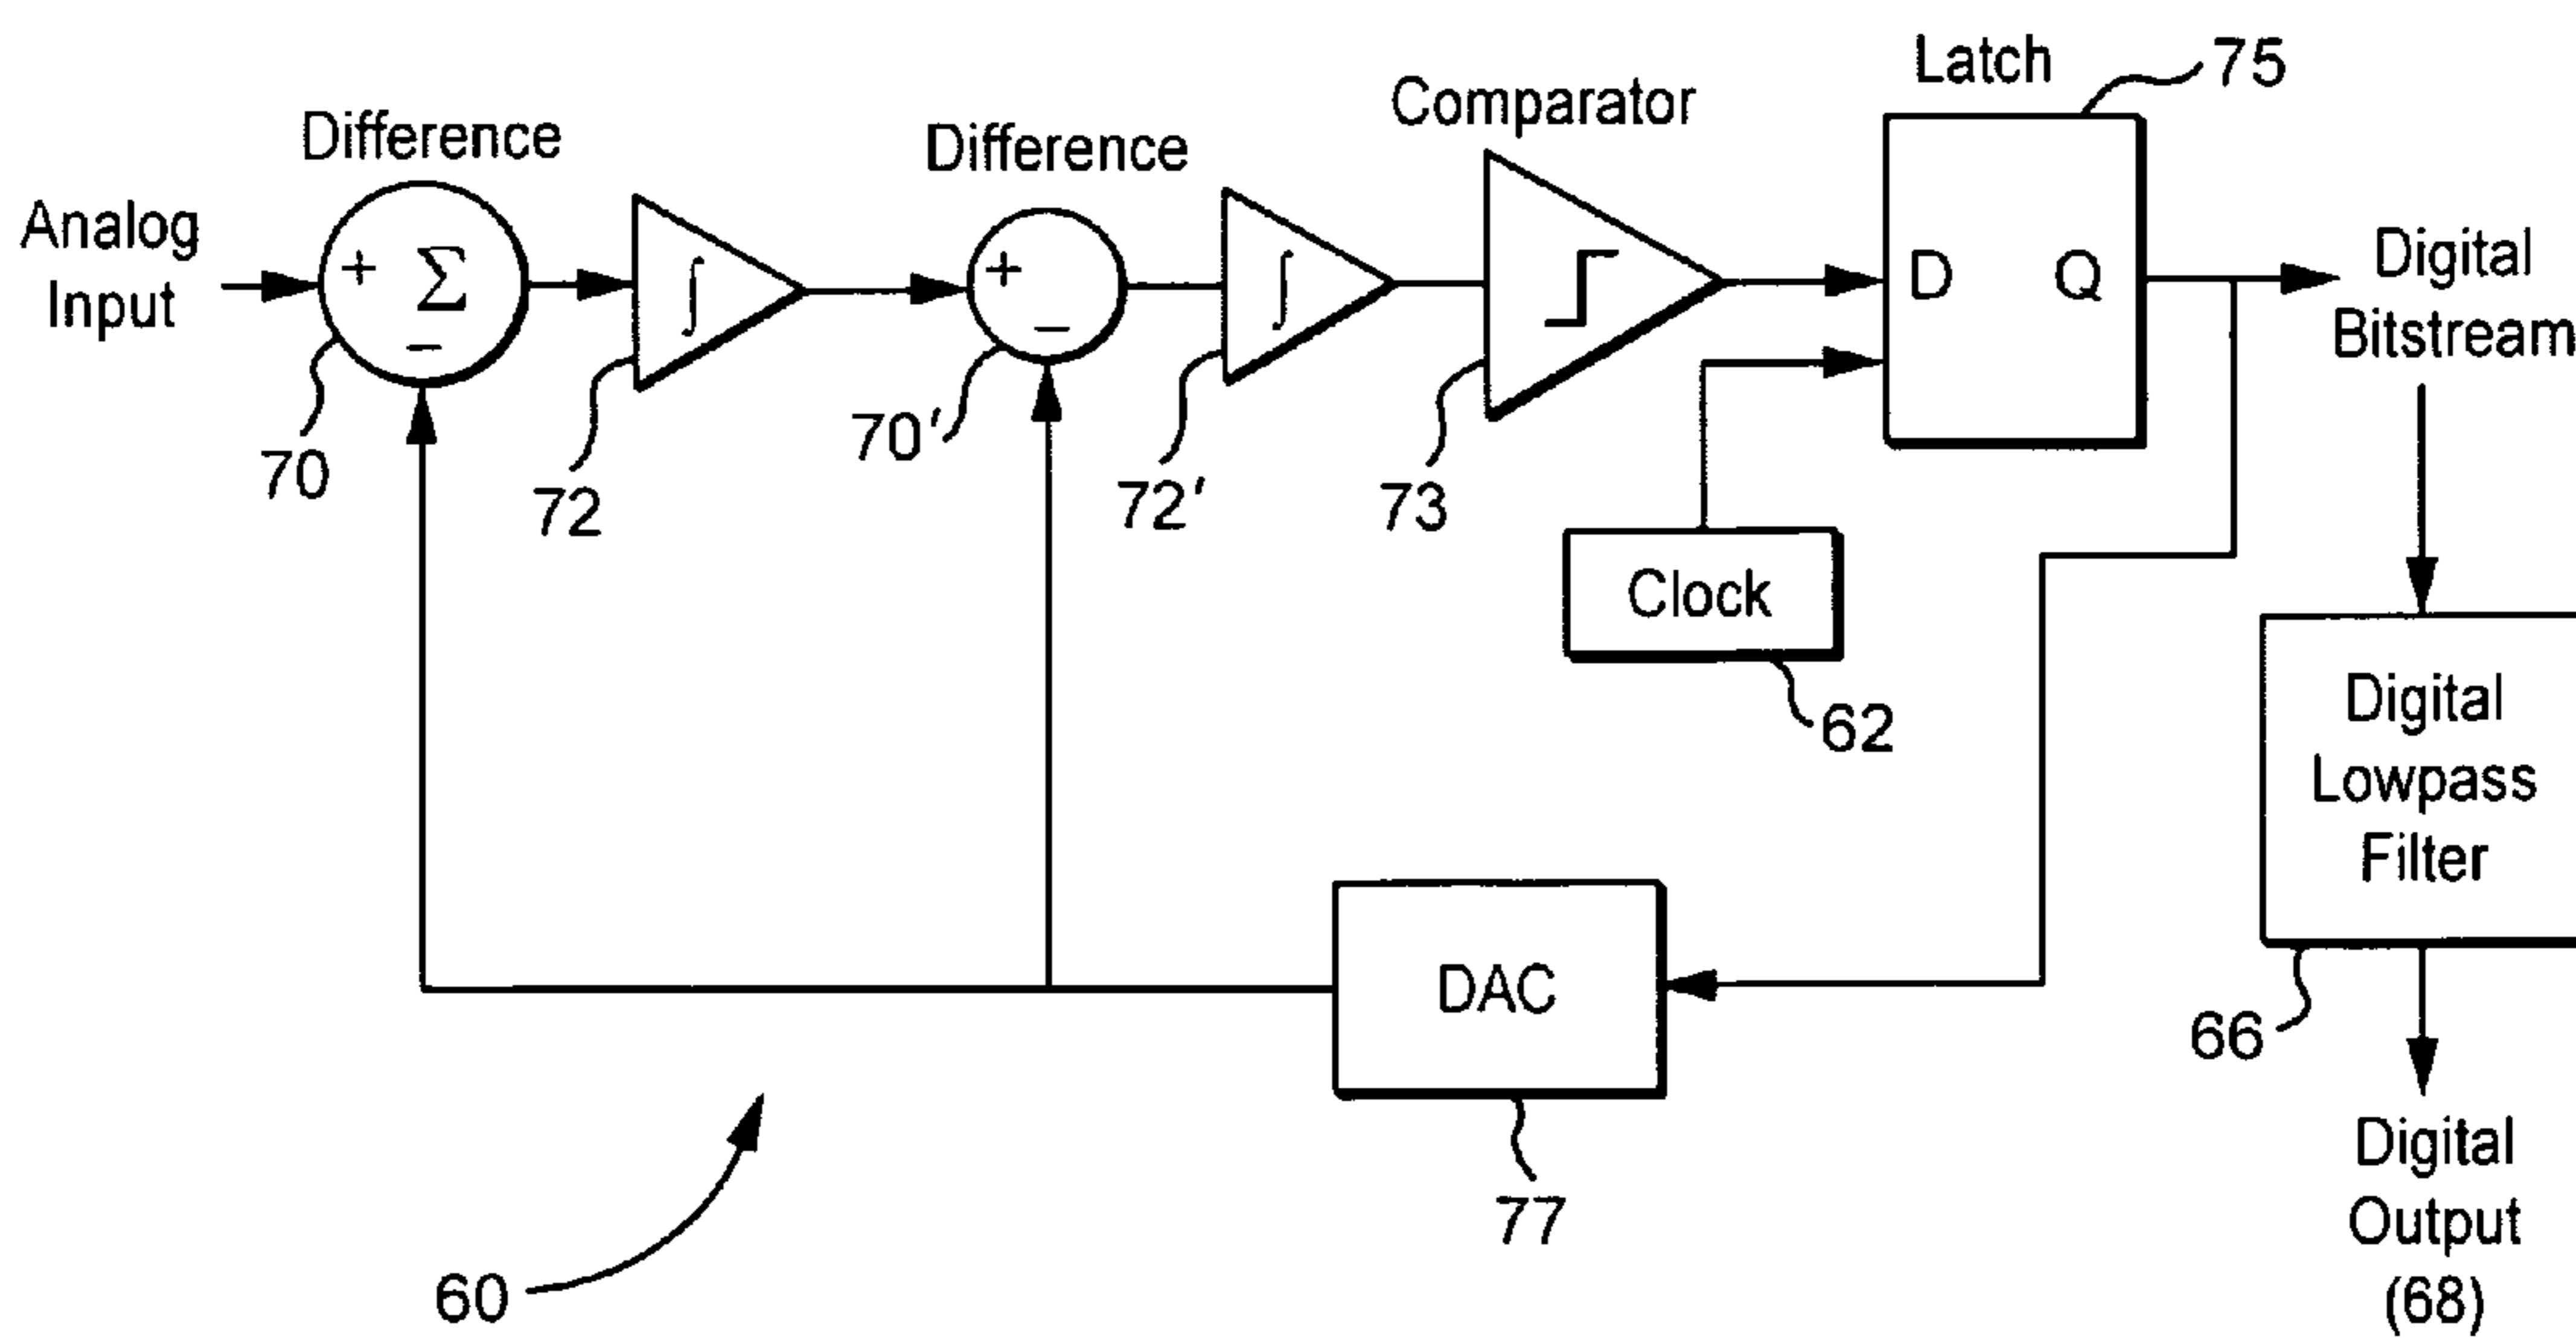 Latch
75
Comparator
Difference
Difference
Analog
Input
+
Σ
−
∫
+
−
∫
D
Q
Digital
Bitstream
70
72
70'
72'
73
Clock
62
Digital
Lowpass
Filter
DAC
66
77
60
Digital
Output
(68)